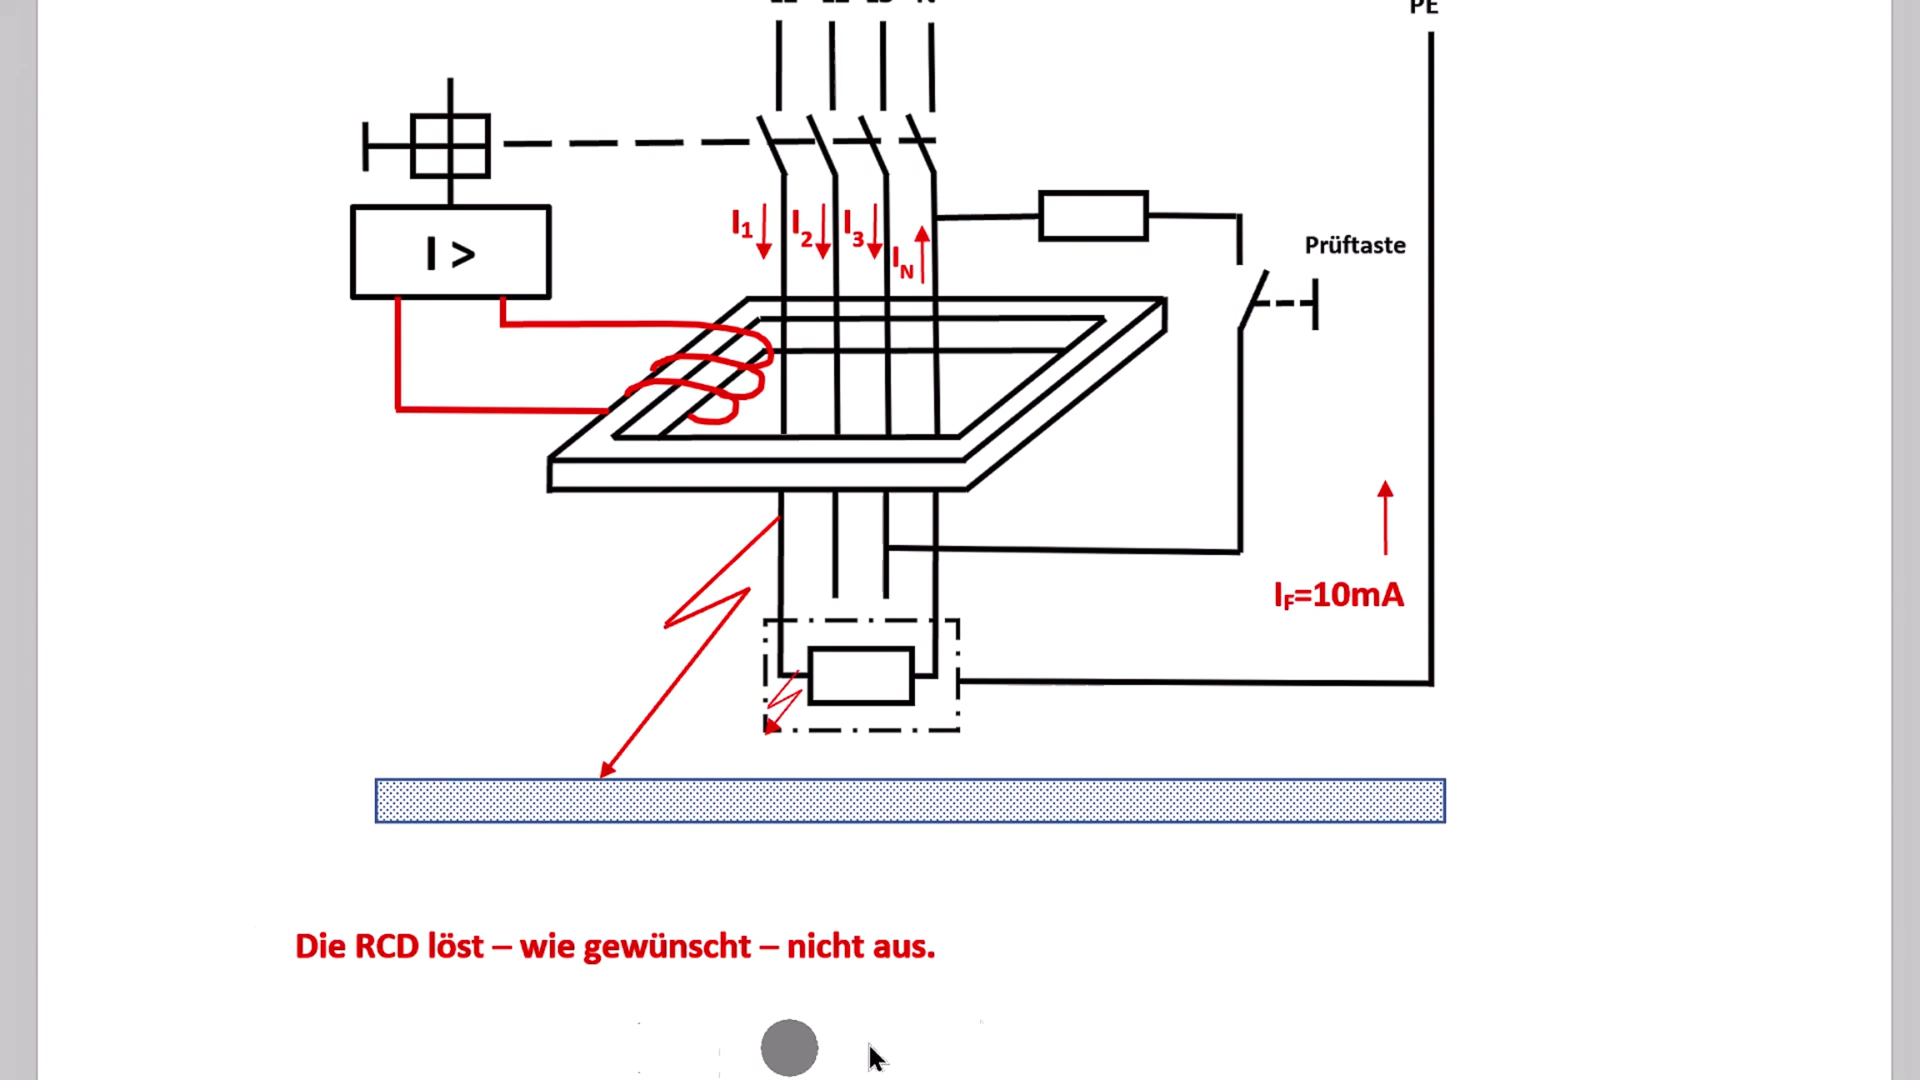 PE
I >
I1
I2
I3
IN
Prüftaste
IF=10mA
Die RCD löst – wie gewünscht – nicht aus.